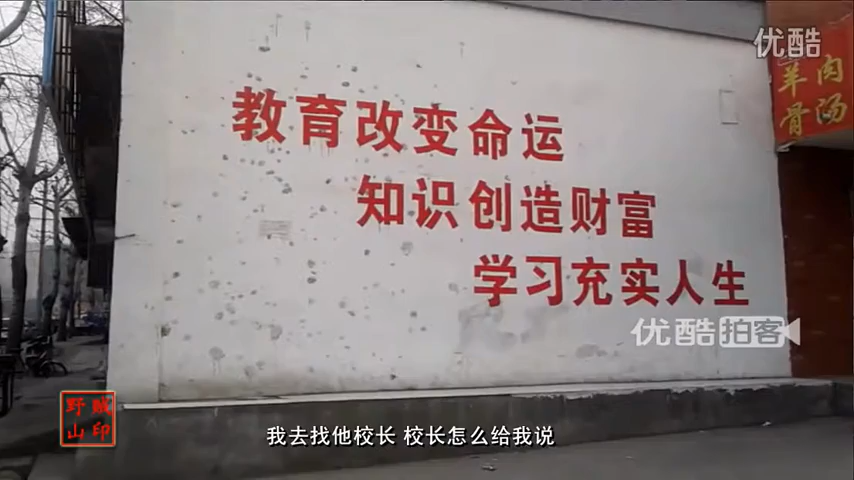 优酷
羊肉
骨汤
教育改变命运
知识创造财富
学习充实人生
优酷拍客
野贼
山印
我去找他校长 校长怎么给我说